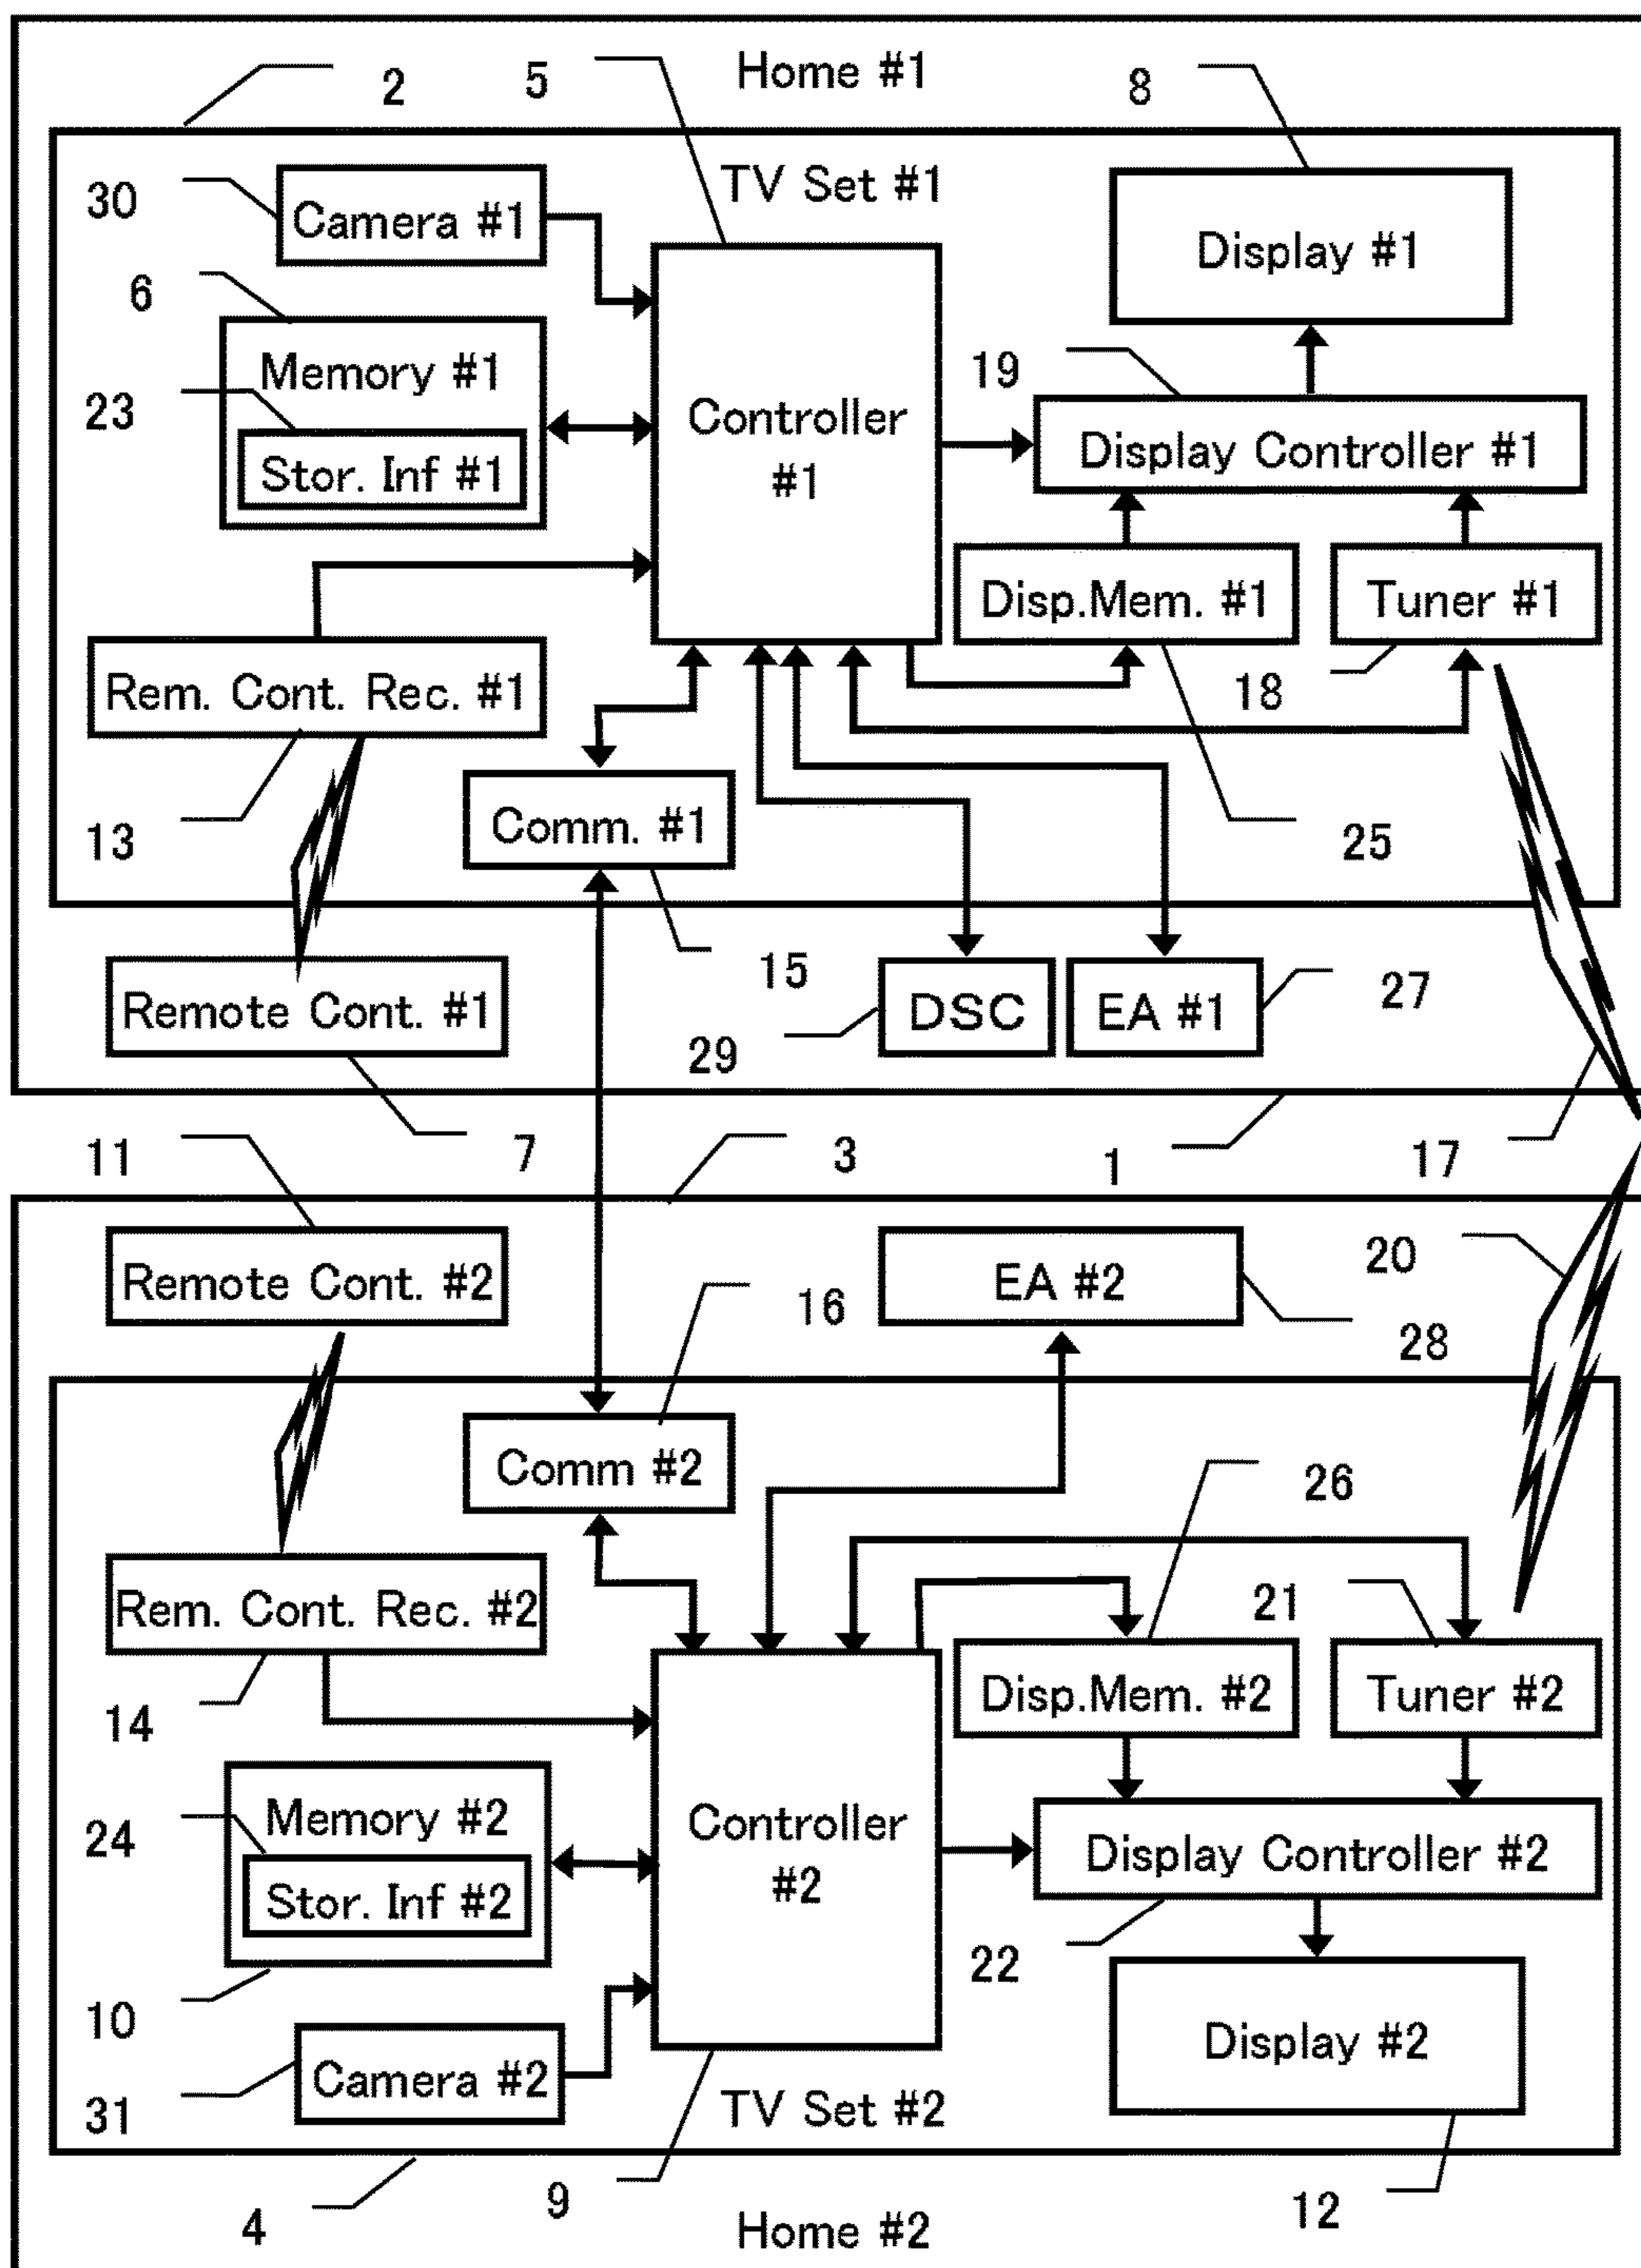 Home #1
2
5
8
TV Set #1
30
Camera #1
Display #1
6
Memory #1
19
23
Controller
#1
Display Controller #1
Stor. Inf #1
Disp.Mem. #1
Tuner #1
Rem. Cont. Rec. #1
18
13
Comm. #1
25
15
Remote Cont. #1
DSC
EA #1
27
29
11
7
3
1
17
Remote Cont. #2
EA #2
20
16
28
Comm #2
26
Rem. Cont. Rec. #2
21
Disp.Mem. #2
Tuner #2
14
Memory #2
24
Controller
#2
Display Controller #2
Stor. Inf #2
22
10
Camera #2
Display #2
31
TV Set #2
4
9
12
Home #2